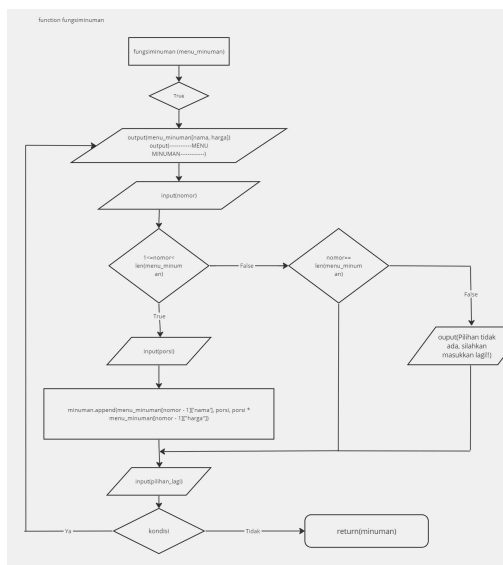 function fungsiminuman
fungsiminuman (menu_minuman)
True
output(menu_minuman[nama, harga])
output(-----------MENU
MINUMAN-----------)
input(nomor)
1<=nomor<
len(menu_minum
an)
False
nomor==
len(menu_minum
an)
False
True
input(porsi)
ouput(Pilihan tidak
ada, silahkan
masukkan lagi!!)
minuman.append(menu_minuman[nomor - 1]["nama"], porsi, porsi *
menu_minuman[nomor - 1]["harga"])
input(pilihan_lagi)
Ya
kondisi
Tidak
return(minuman)